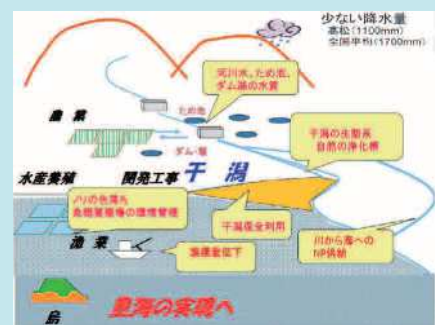 少ない降水量
高松(1100mm)
全国平均(1700mm)
河川水、ため池、
ダム湖の水質
ため池
農業
ダム・堰
干潟の生態系
自然の浄化槽
干潟
水産養殖
開発工事
ノリの色落ち
魚類養殖場の環境管理
干潟保全利用
漁業
漁獲量低下
川から海への
NP供給
島
里海の実現へ